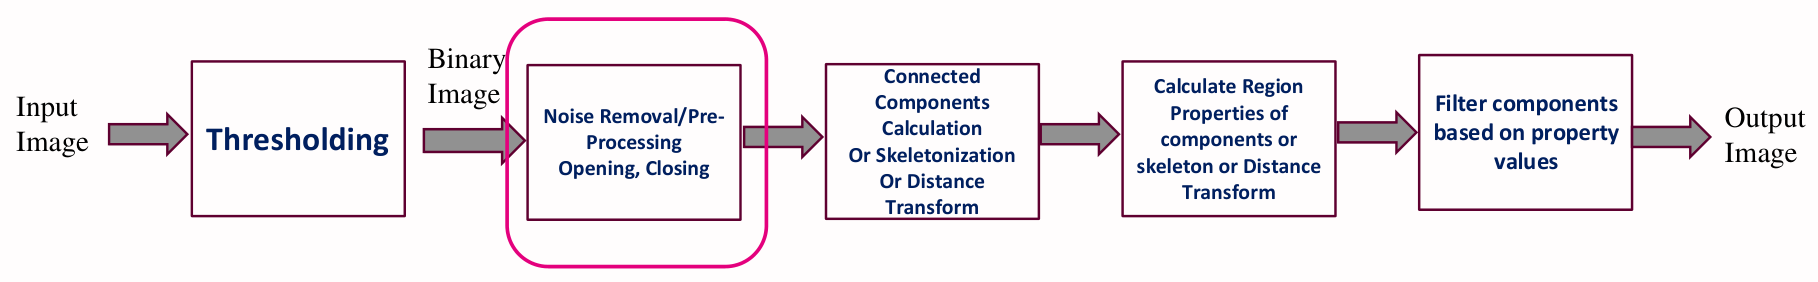 Input
Image
Thresholding
Binary
Image
Noise Removal/Pre-
Processing
Opening, Closing
Connected
Components
Calculation
Or Skeletonization
Or Distance
Transform
Calculate Region
Properties of
components or
skeleton or Distance
Transform
Filter components
based on property
values
Output
Image